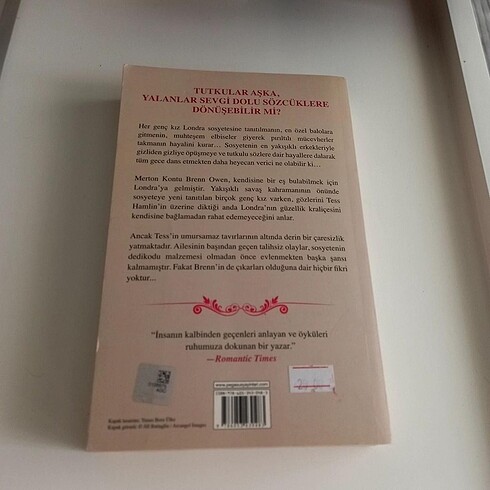 TUTKULAR AŞKA,
YALANLAR SEVGİ DOLU SÖZCÜKLERE
DÖNÜŞEBİLİR Mİ?
Her genç kız Londra sosyetesine tanıtılmanın, en özel balolara
gitmenin, muhteşem elbiseler giyerek pırıltılı mücevherler
takmanın hayalini kurar... Sosyetenin en yakışıklı erkekleriyle
gizliden gizliye öpüşmeye ve tutkulu sözlere dair hayallere dalarak
tüm gece dans etmekten daha heyecan verici ne olabilir ki...
Merton Kontu Brenn Owen, kendisine bir eş bulabilmek için
Londra'ya gelmiştir. Yakışıklı savaş kahramanının önünde
sosyeteye yeni tanıtılan birçok genç kız varken, gözlerini Tess
Hamlin'in üzerine diktiği anda Londra'nın güzellik kraliçesini
kendisine bağlamadan rahat edemeyeceğini anlar.
Ancak Tess'in umursamaz tavırlarının altında derin bir çaresizlik
yatmaktadır. Ailesinin başından geçen talihsiz olaylar, sosyetenin
dedikodu malzemesi olmadan önce evlenmekten başka şansı
kalmamıştır. Fakat Brenn'in de çıkarları olduğuna dair hiçbir fikri
yoktur...
"İnsanın kalbinden geçenleri anlayan ve öyküleri
ruhumuza dokunan bir yazar."
—Romantic Times
www.pegasusyayinlari.com